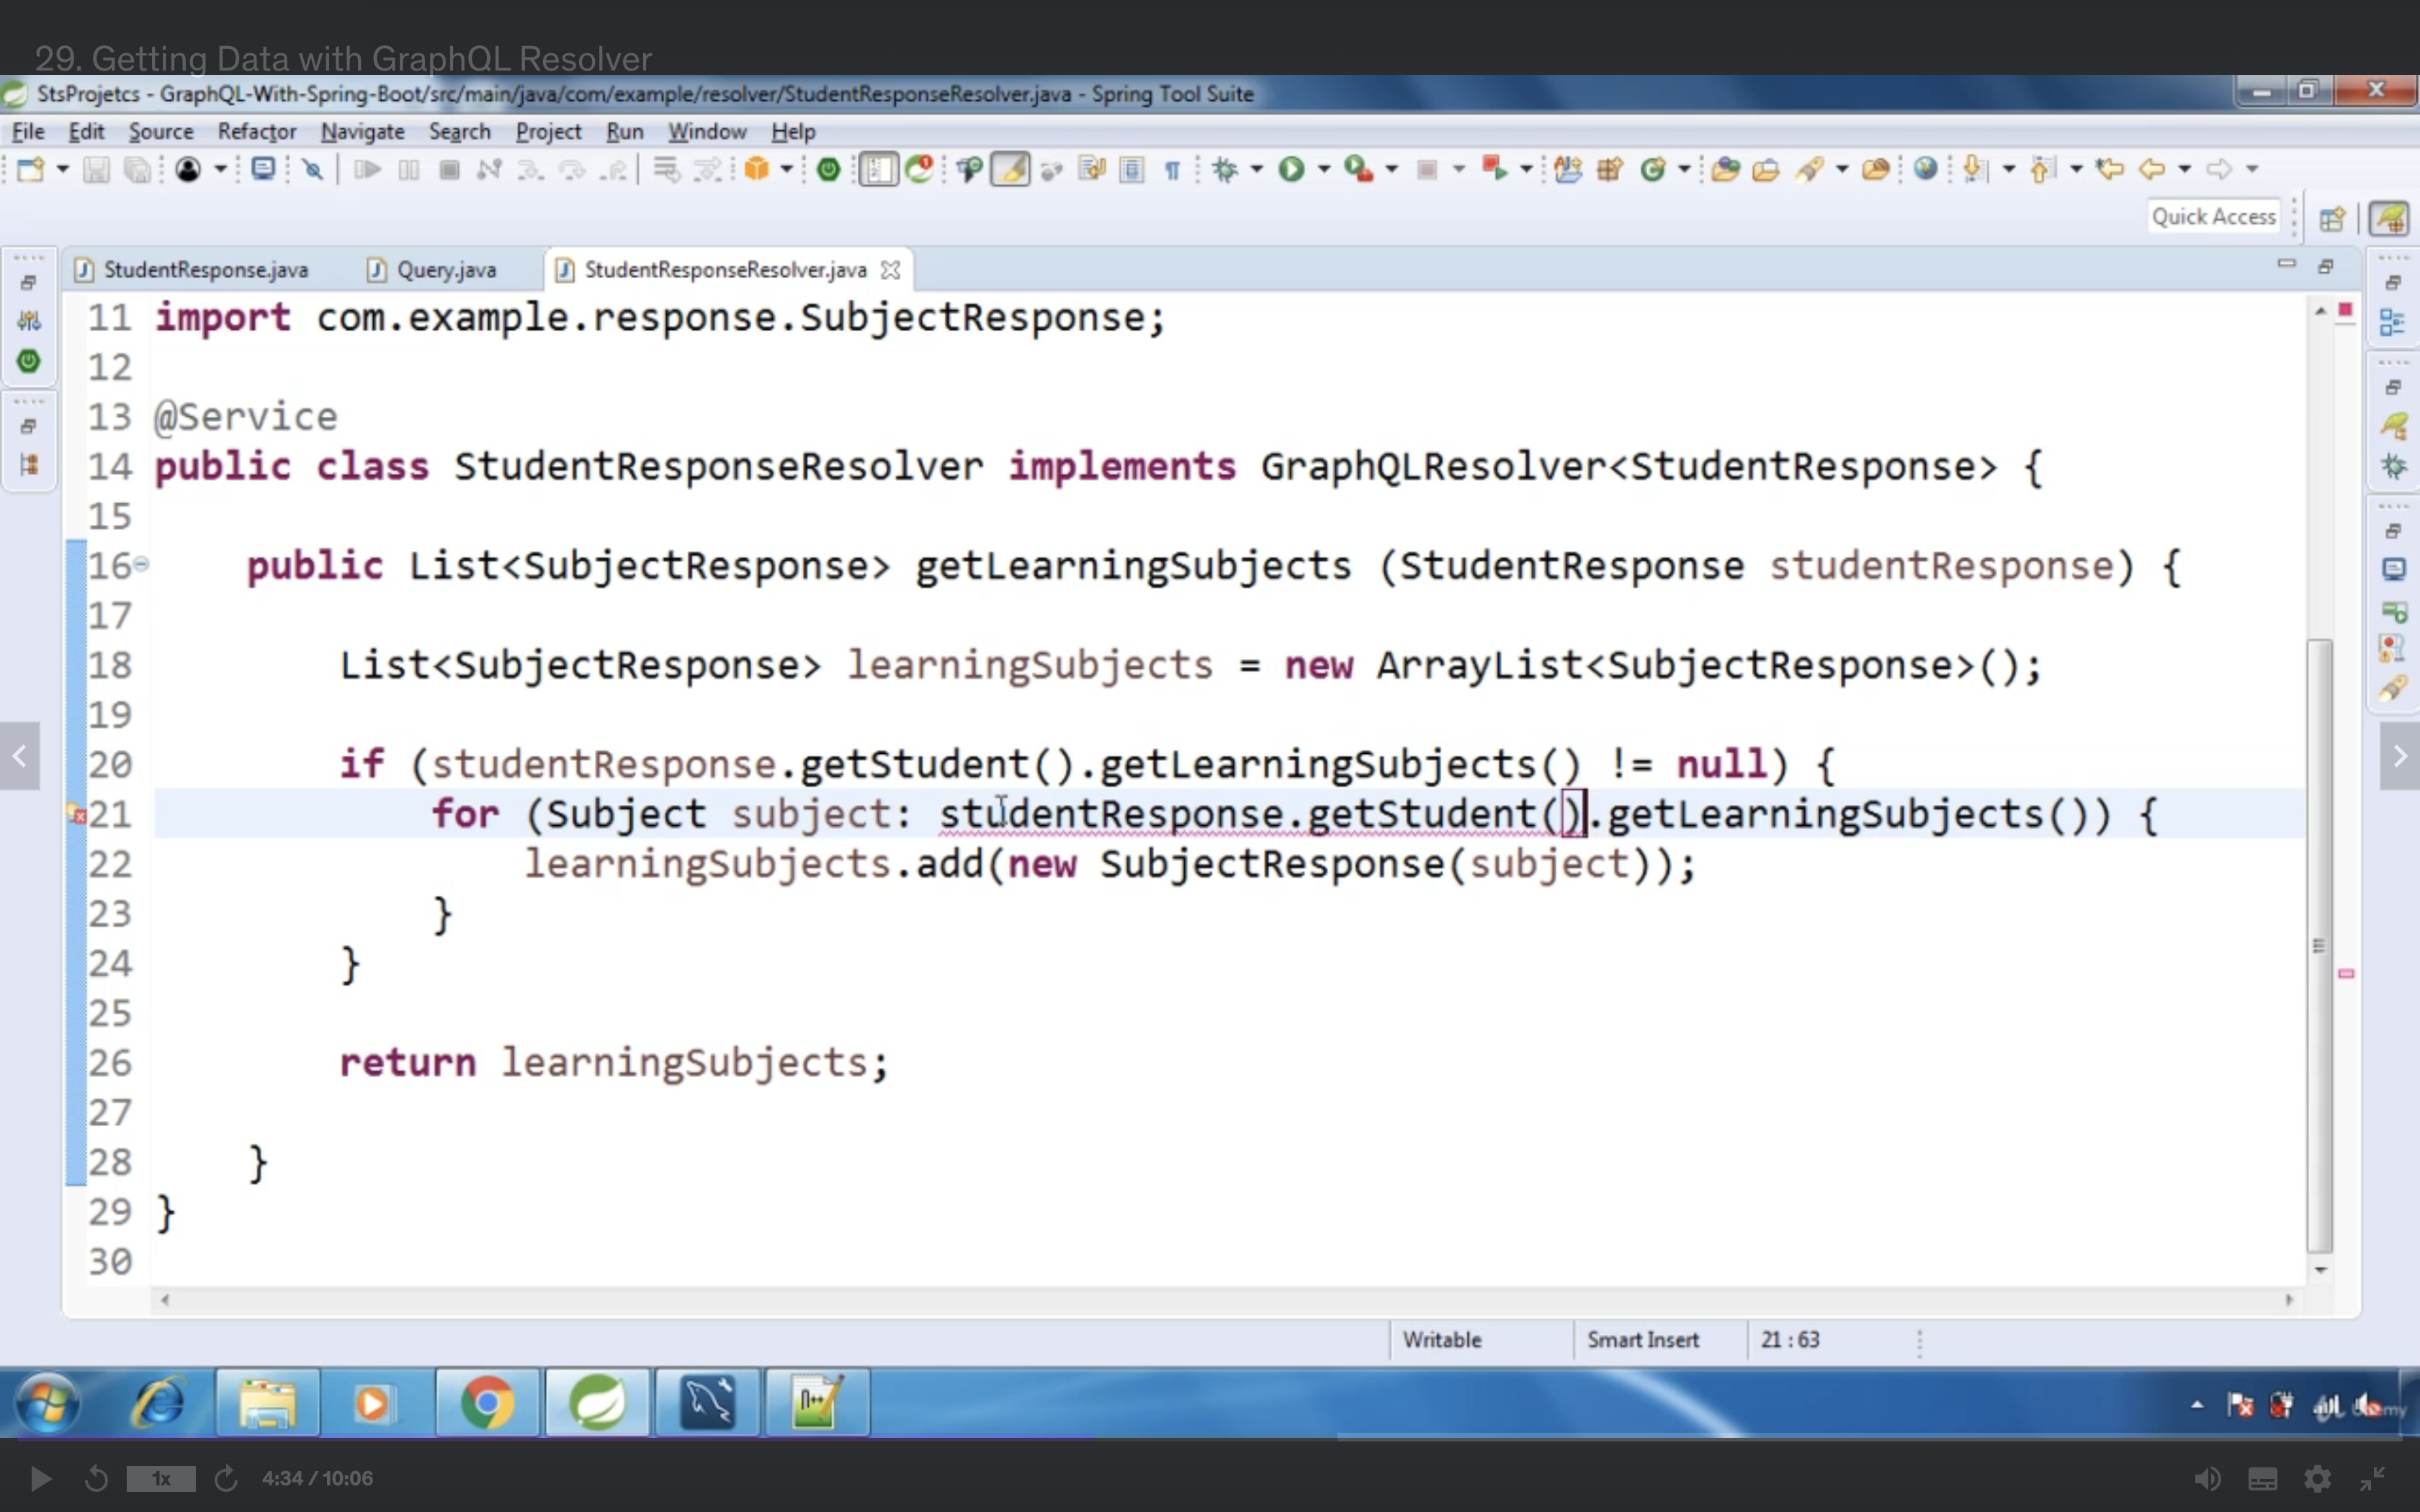 29. Getting Data with GraphQL Resolver
StsProjetcs - GraphQL-With-Spring-Boot/src/main/java/com/example/resolver/StudentResponseResolver.java - Spring Tool Suite
File Edit Source Refactor Navigate Search Project Run Window Help
Quick Access
StudentResponse.java Query.java StudentResponseResolver.java
11 import com.example.response.SubjectResponse;
12
13 @Service
14 public class StudentResponseResolver implements GraphQLResolver<StudentResponse> {
15
16 public List<SubjectResponse> getLearningSubjects (StudentResponse studentResponse) {
17
18 List<SubjectResponse> learningSubjects = new ArrayList<SubjectResponse>();
19
20 if (studentResponse.getStudent().getLearningSubjects() != null) {
21 for (Subject subject: studentResponse.getStudent().getLearningSubjects()) {
22 learningSubjects.add(new SubjectResponse(subject));
23 }
24 }
25
26 return learningSubjects;
27
28 }
29 }
30
Writable Smart Insert 21 : 63
1x 4:34 / 10:06